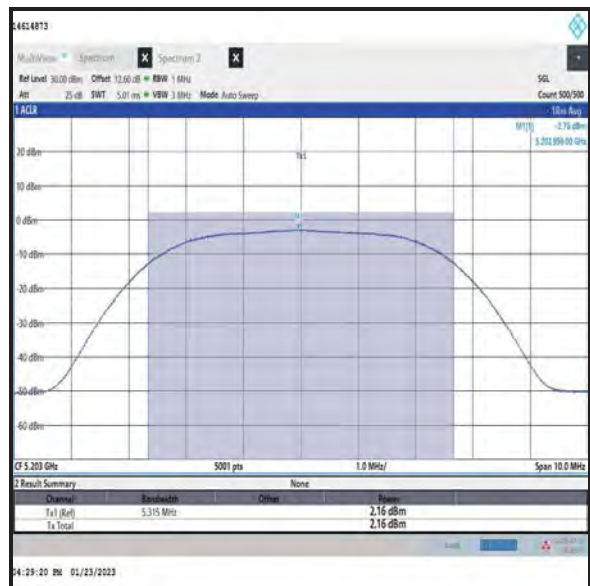 14614873
MultiView Spectrum X Spectrum 2 X
Ref Level 30.00 dBm Offset 12.60 dB RBW 1 MHz SGL
Att 25 dB SWT 5.01 ms VBW 3 MHz Mode Auto Sweep Count 500/500
1 ACLR 1Rm Avg
M1[1] -2.76 dBm
5.202 950 00 GHz
Tx1
20 dBm
10 dBm
0 dBm
-10 dBm
-20 dBm
-30 dBm
-40 dBm
-50 dBm
-60 dBm
CF 5.203 GHz 5001 pts 1.0 MHz/ Span 10.0 MHz
2 Result Summary None
Channel Bandwidth Offset Power
Tx1 (Ref) 5.315 MHz 2.16 dBm
Tx Total 2.16 dBm
04:29:20 PM 01/23/2023